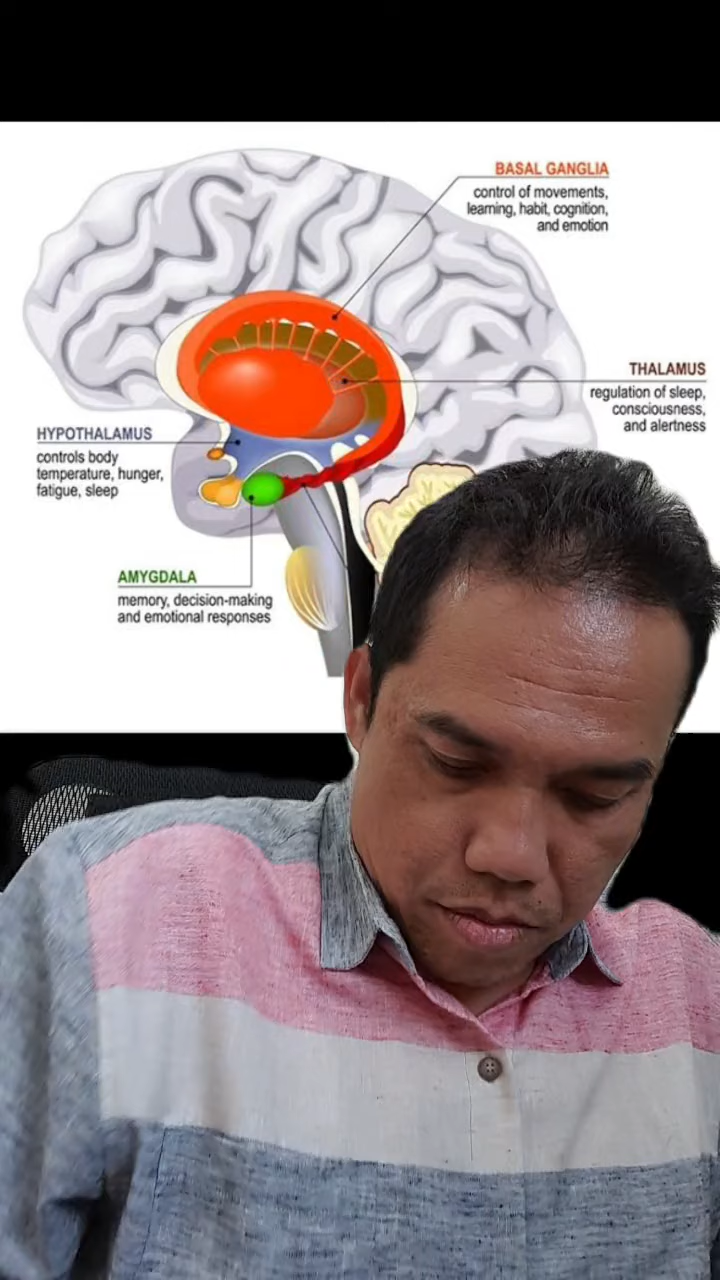 BASAL GANGLIA
control of movements,
learning, habit, cognition,
and emotion
THALAMUS
regulation of sleep,
consciousness,
and alertness
HYPOTHALAMUS
controls body
temperature, hunger,
fatigue, sleep
AMYGDALA
memory, decision-making
and emotional responses